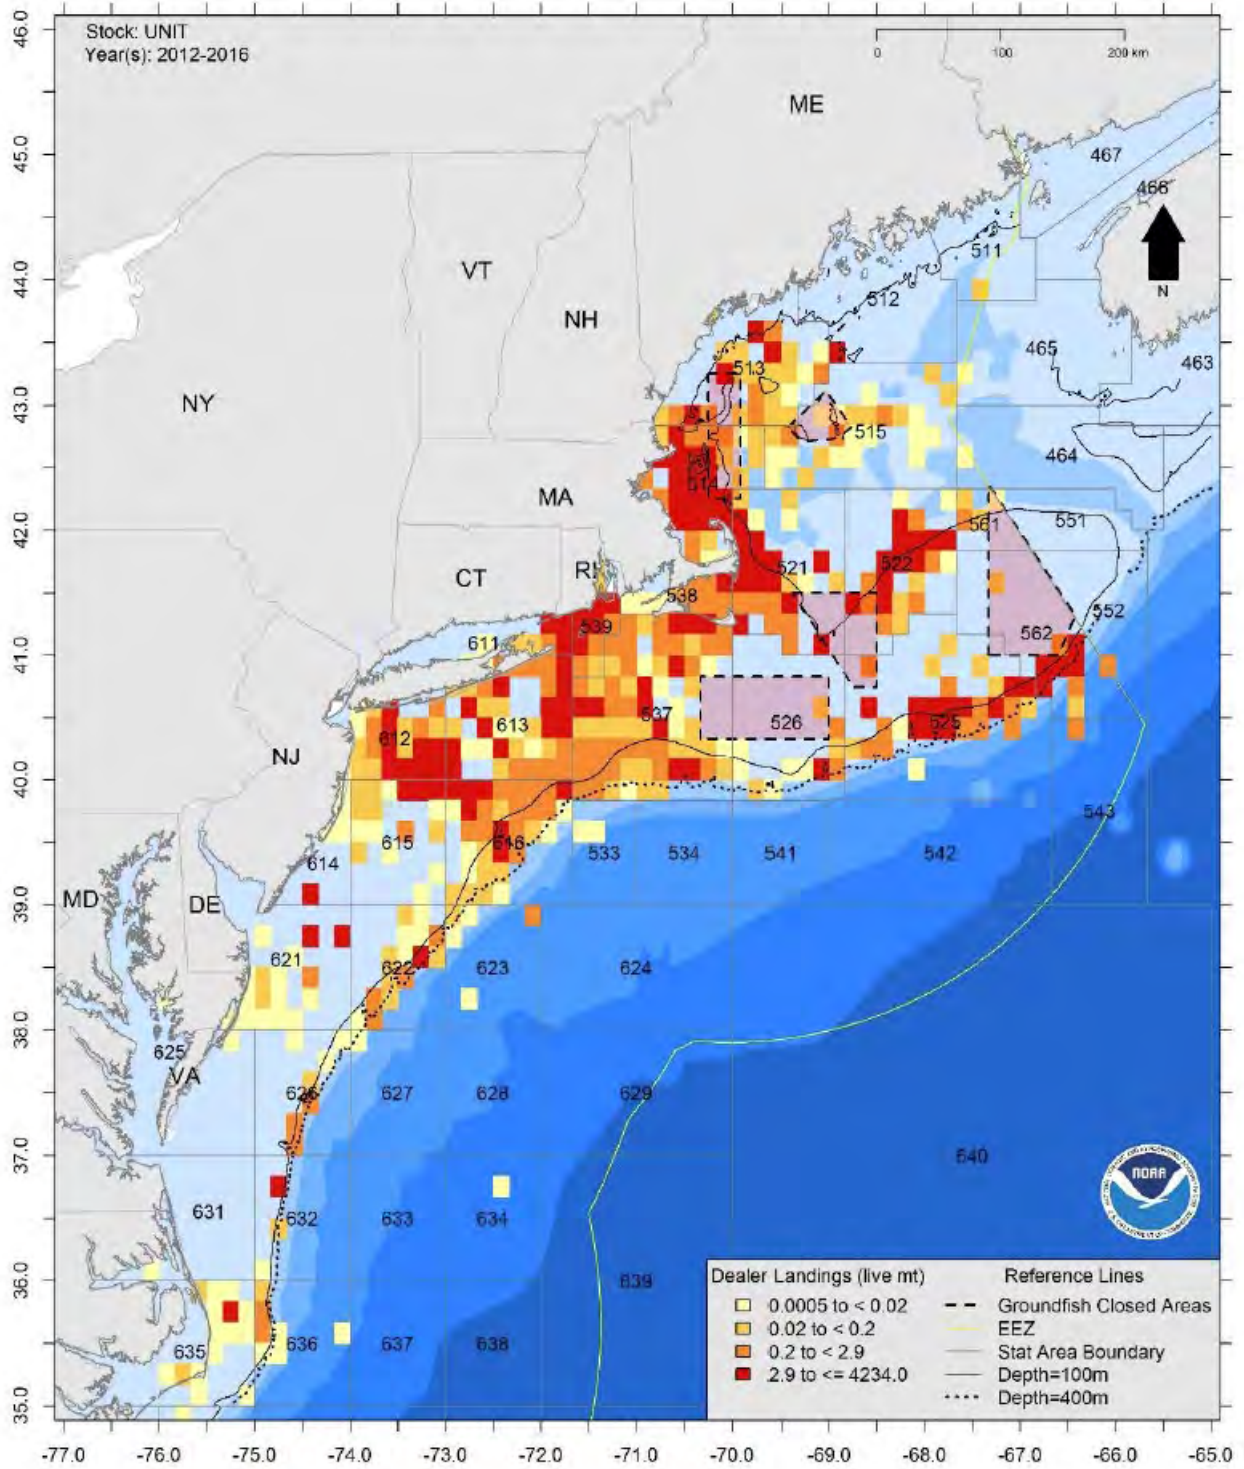 Stock: UNIT
Year(s): 2012-2016
0 100 200 km
ME
467
466
511
N
VT
512
NH
465
463
513
NY
515
464
514
MA
551
561
521
522
CT
RI
538
552
539
562
611
537
526
525
613
612
NJ
543
615
616
533 534 541 542
614
MD
DE
621
622 623 624
625
VA
626 627 628 629
640
NOAA
631 632 633 634
639
635 636 637 638
Dealer Landings (live mt)
0.0005 to < 0.02
0.02 to < 0.2
0.2 to < 2.9
2.9 to <= 4234.0
Reference Lines
Groundfish Closed Areas
EEZ
Stat Area Boundary
Depth=100m
Depth=400m
46.0
45.0
44.0
43.0
42.0
41.0
40.0
39.0
38.0
37.0
36.0
35.0
-77.0 -76.0 -75.0 -74.0 -73.0 -72.0 -71.0 -70.0 -69.0 -68.0 -67.0 -66.0 -65.0